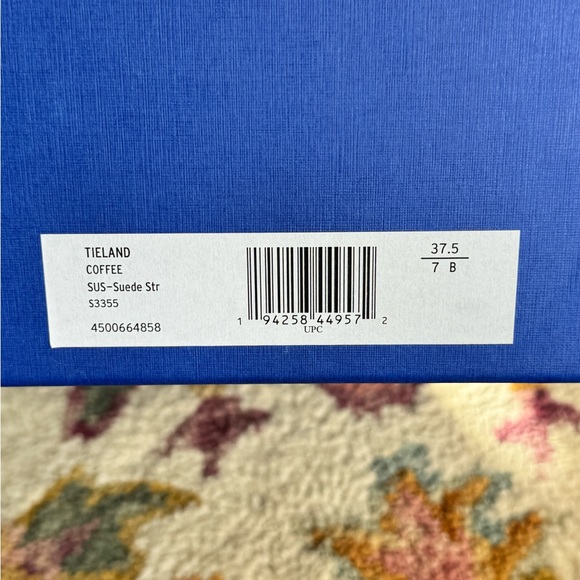 TIELAND
COFFEE
SUS-Suede Str
S3355
4500664858
1 94258 44957 2
UPC
37.5
7 B